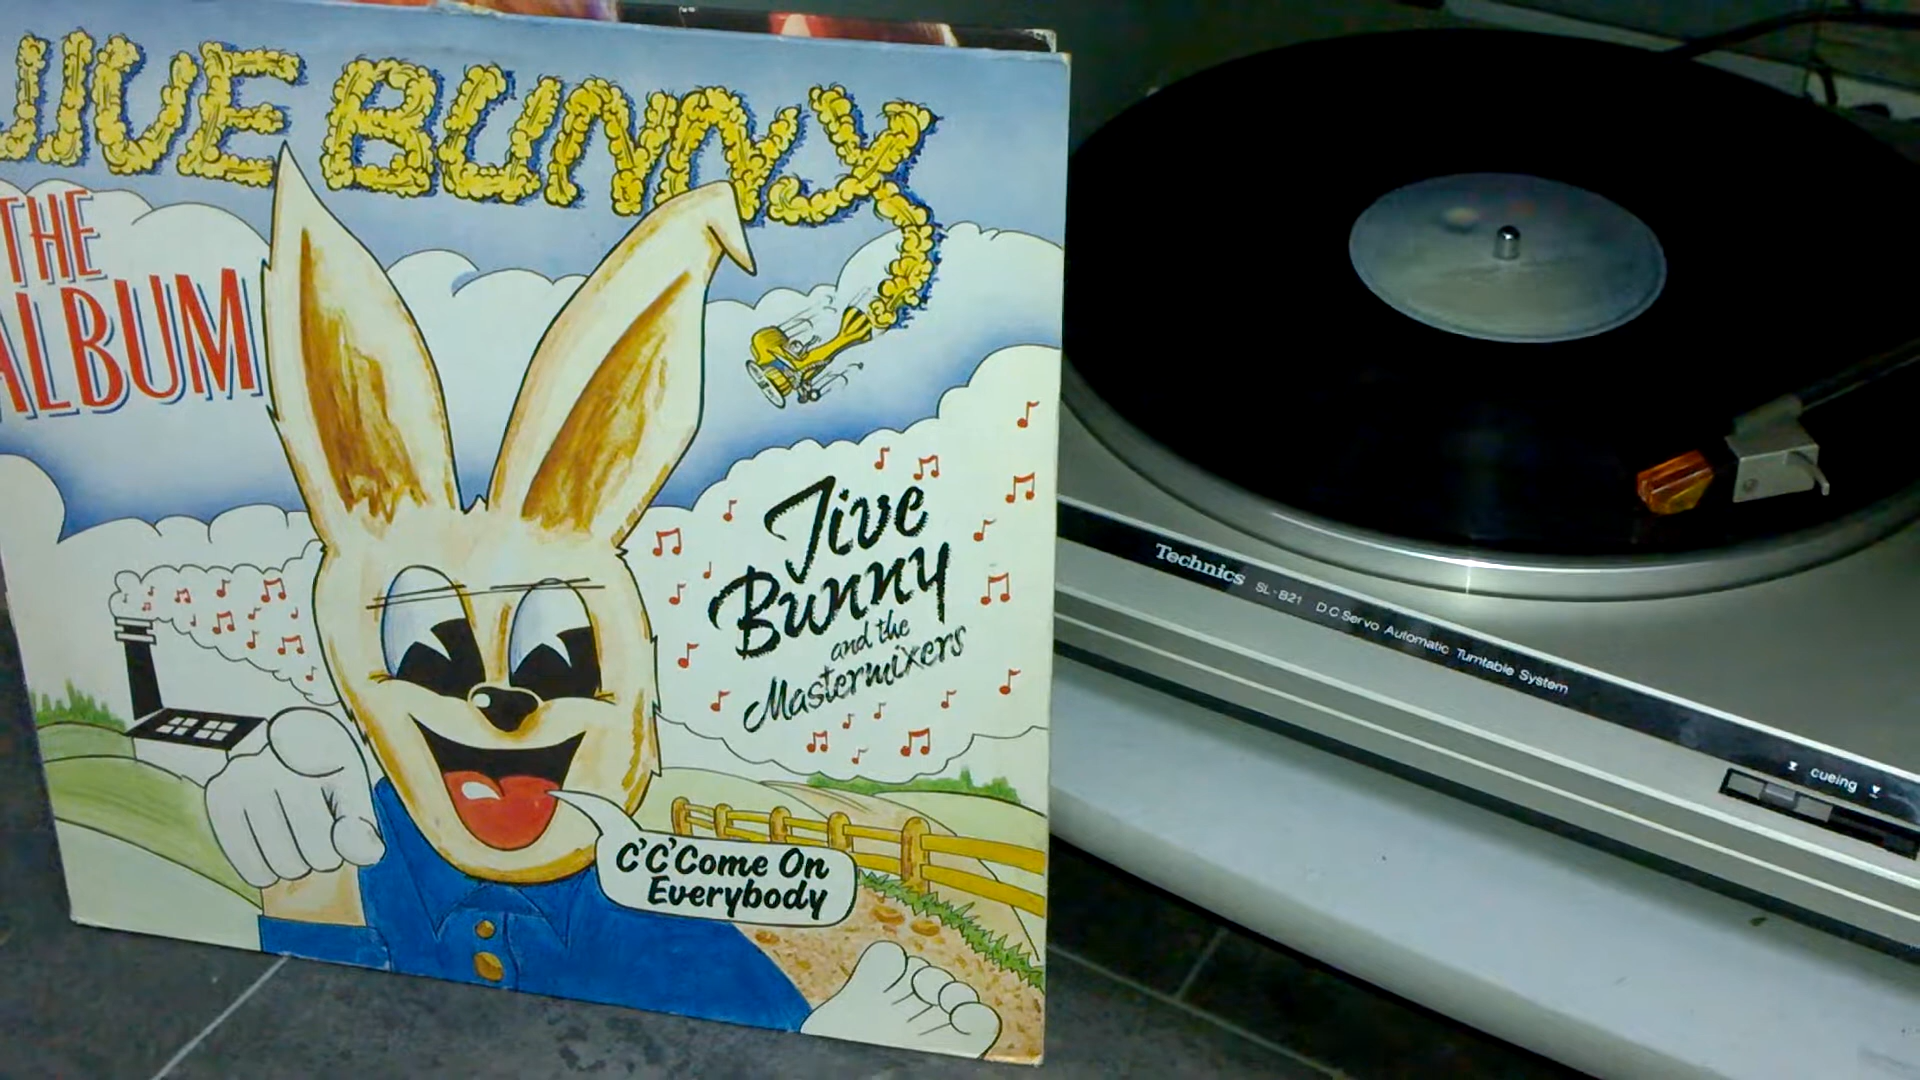 JIVE BUNNY
THE
ALBUM
Jive
Bunny
and the
Mastermixers
C'C'Come On
Everybody
Technics SL-B21 D.C.Servo Automatic Turntable System
cueing